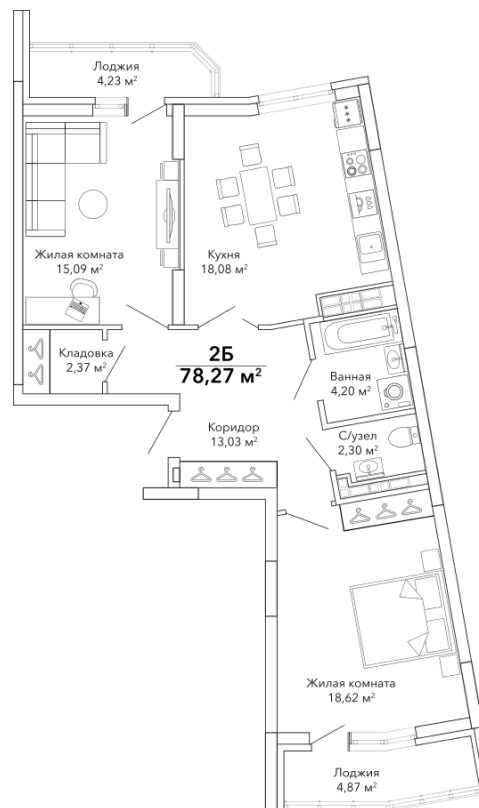 Лоджия
4,23 м²
Жилая комната
15,09 м²
Кухня
18,08 м²
Кладовка
2,37 м²
2Б
78,27 м²
Ванная
4,20 м²
Коридор
13,03 м²
С/узел
2,30 м²
Жилая комната
18,62 м²
Лоджия
4,87 м²